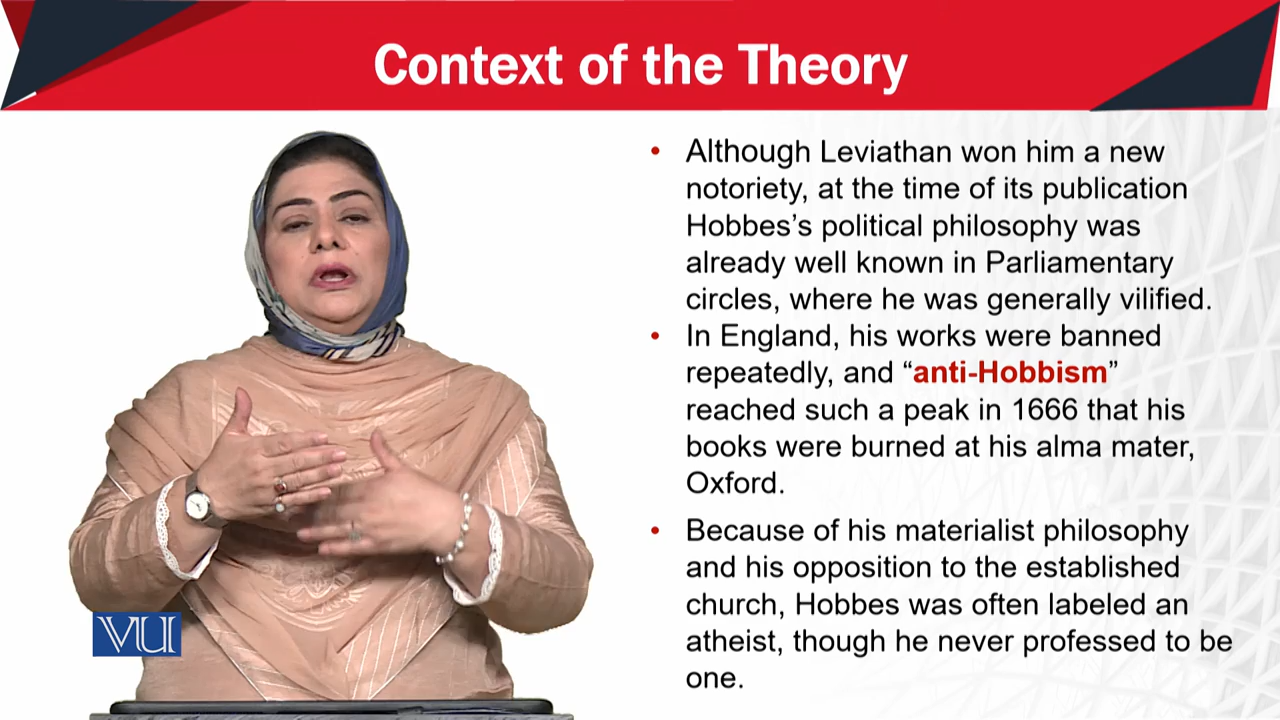 Context of the Theory
• Although Leviathan won him a new
notoriety, at the time of its publication
Hobbes’s political philosophy was
already well known in Parliamentary
circles, where he was generally vilified.
• In England, his works were banned
repeatedly, and “anti-Hobbism”
reached such a peak in 1666 that his
books were burned at his alma mater,
Oxford.
• Because of his materialist philosophy
and his opposition to the established
church, Hobbes was often labeled an
atheist, though he never professed to be
one.
VU